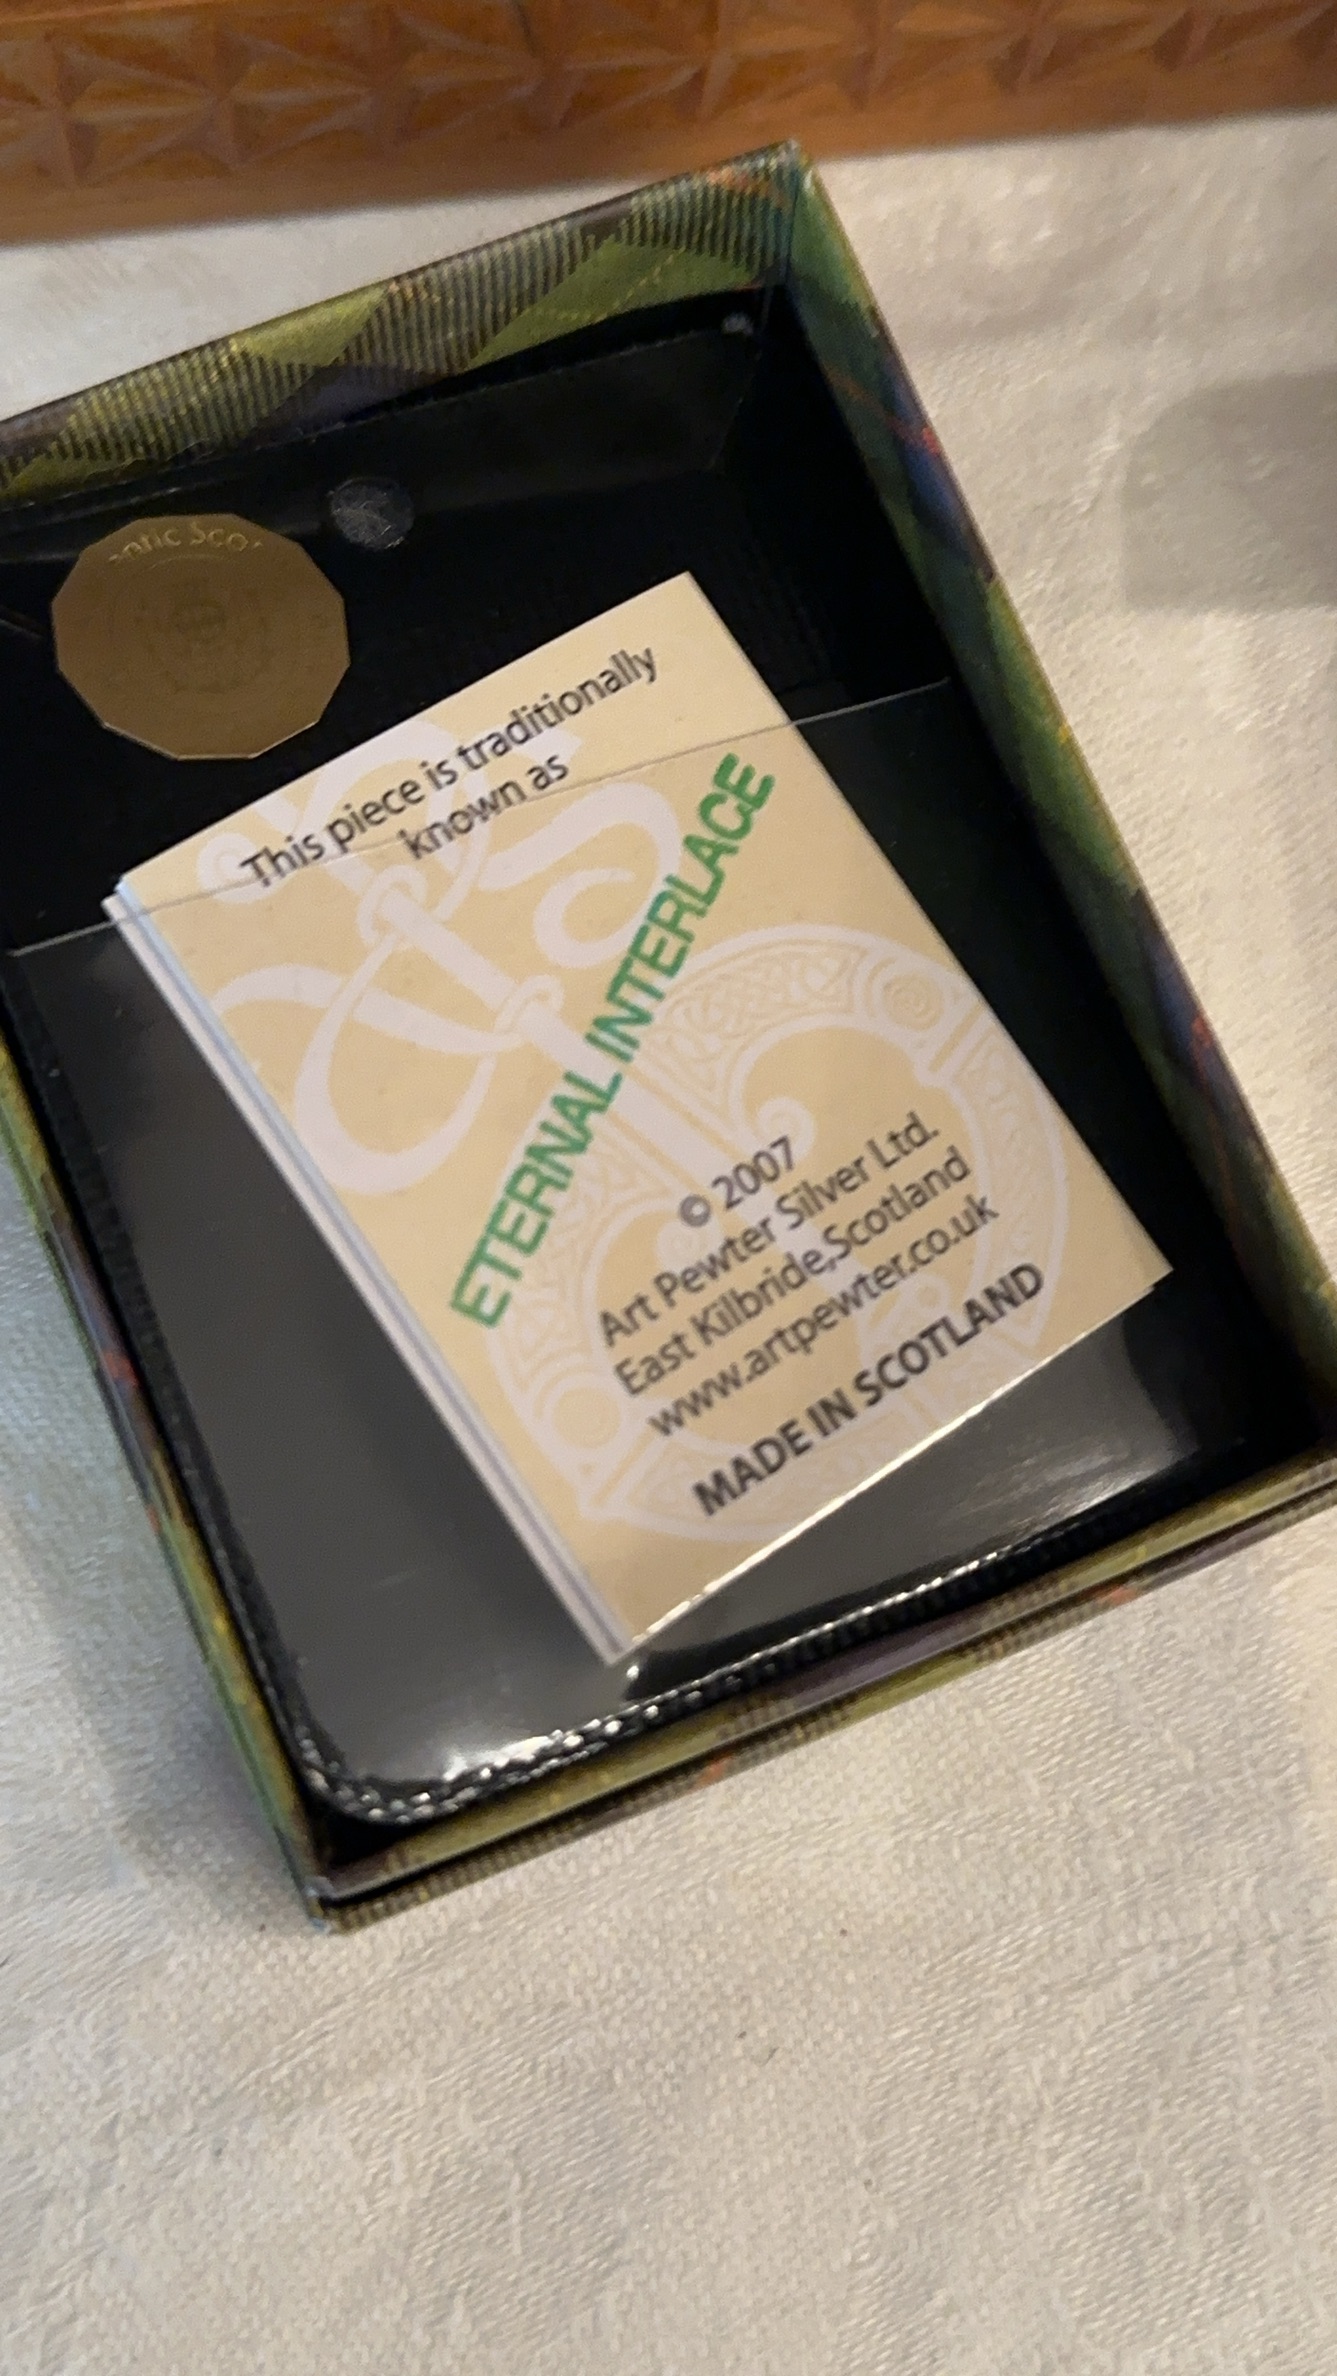 This piece is traditionally
known as
ETERNAL INTERLACE
© 2007
Art Pewter Silver Ltd.
East Kilbride,Scotland
www.artpewter.co.uk
MADE IN SCOTLAND